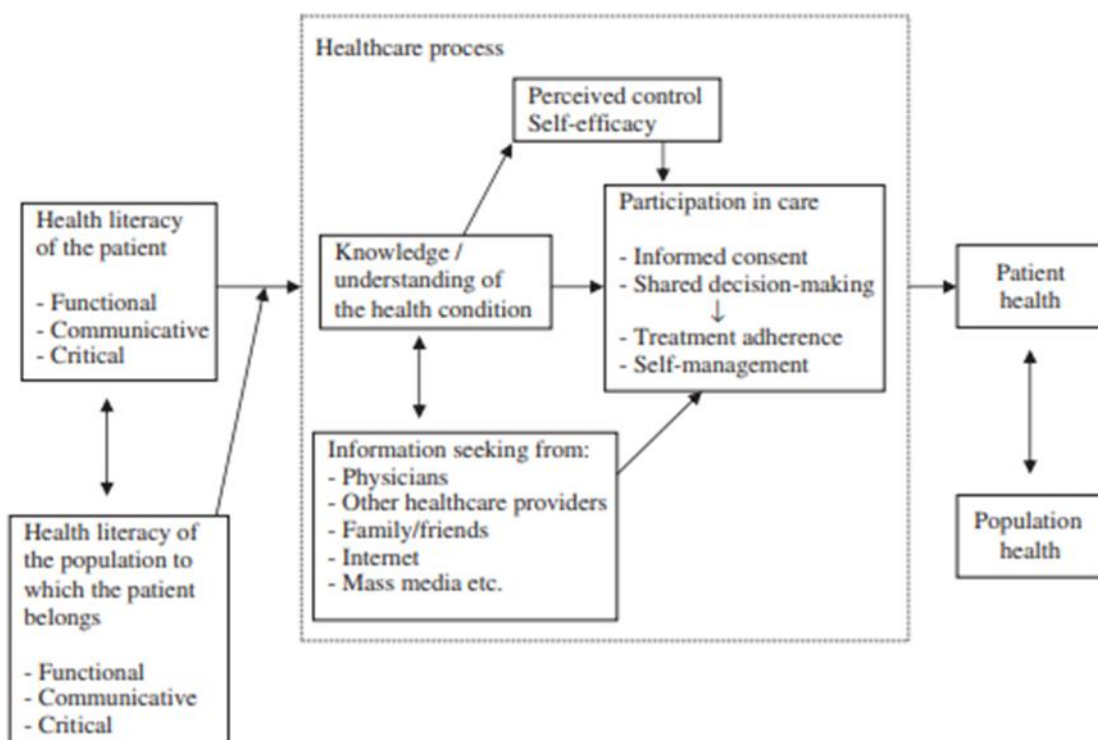 Healthcare process
Perceived control
Self-efficacy
Health literacy
of the patient
- Functional
- Communicative
- Critical
Knowledge /
understanding of
the health condition
Participation in care
- Informed consent
- Shared decision-making
↓
- Treatment adherence
- Self-management
Patient
health
Information seeking from:
- Physicians
- Other healthcare providers
- Family/friends
- Internet
- Mass media etc.
Health literacy of
the population to
which the patient
belongs
- Functional
- Communicative
- Critical
Population
health